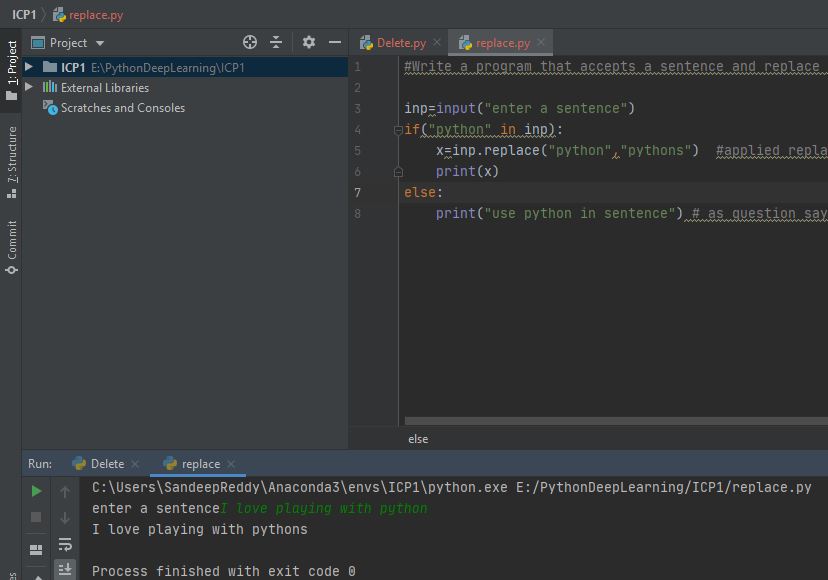 ICP1 replace.py
Project
ICP1 E:\PythonDeepLearning\ICP1
External Libraries
Scratches and Consoles
1: Project
7: Structure
Commit
Delete.py replace.py
1 #Write a program that accepts a sentence and replace
2
3 inp=input("enter a sentence")
4 if("python" in inp):
5 x=inp.replace("python","pythons") #applied repla
6 print(x)
7 else:
8 print("use python in sentence") # as question say
else
Run: Delete replace
C:\Users\SandeepReddy\Anaconda3\envs\ICP1\python.exe E:/PythonDeepLearning/ICP1/replace.py
enter a sentenceI love playing with python
I love playing with pythons
Process finished with exit code 0